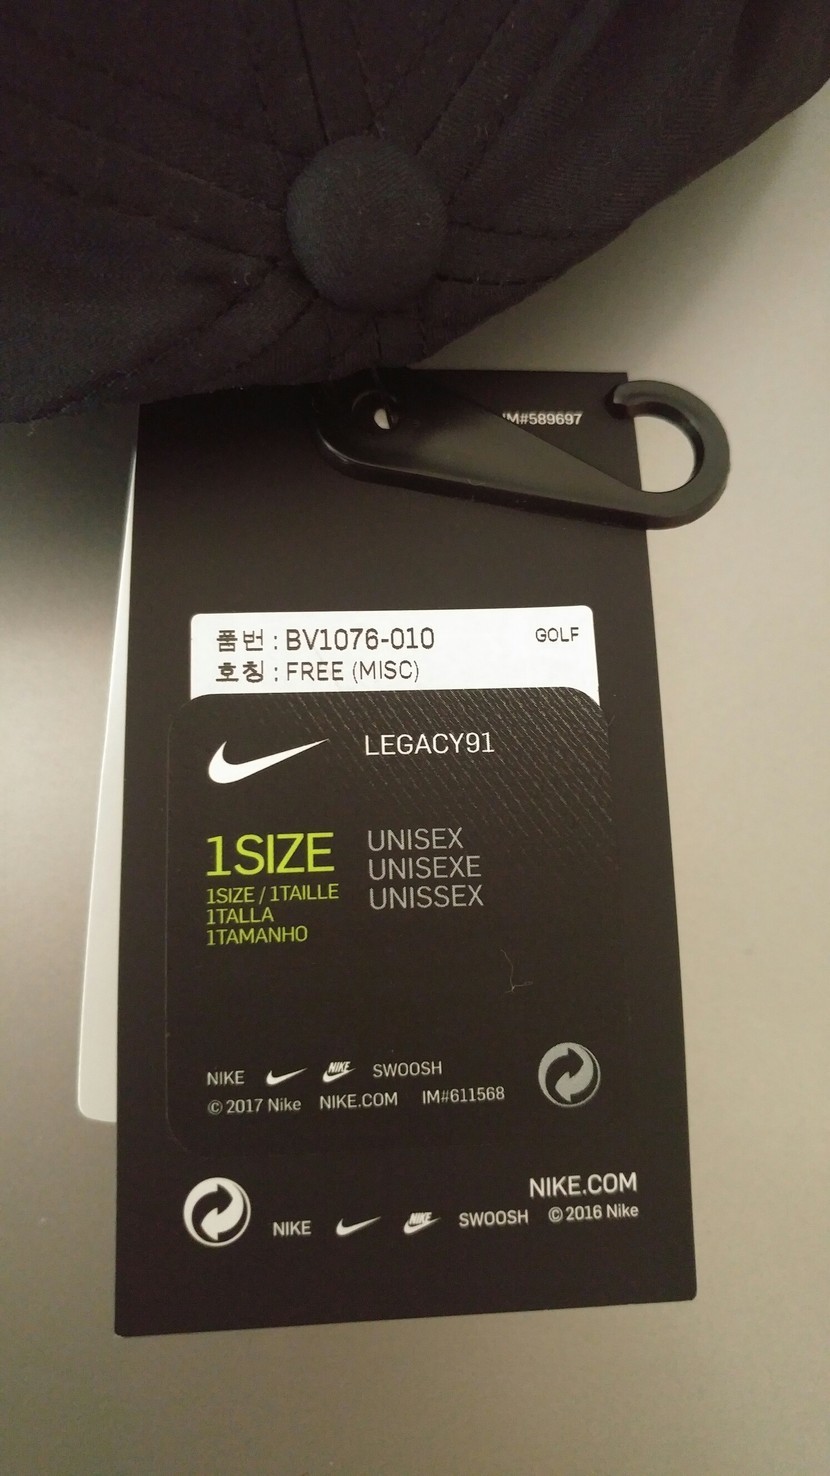 IM#589697
품번 : BV1076-010 GOLF
호칭 : FREE (MISC)
LEGACY91
1SIZE
1SIZE / 1TAILLE
1TALLA
1TAMANHO
UNISEX
UNISEXE
UNISSEX
NIKE NIKE SWOOSH
© 2017 Nike NIKE.COM IM#611568
NIKE.COM
NIKE NIKE SWOOSH © 2016 Nike